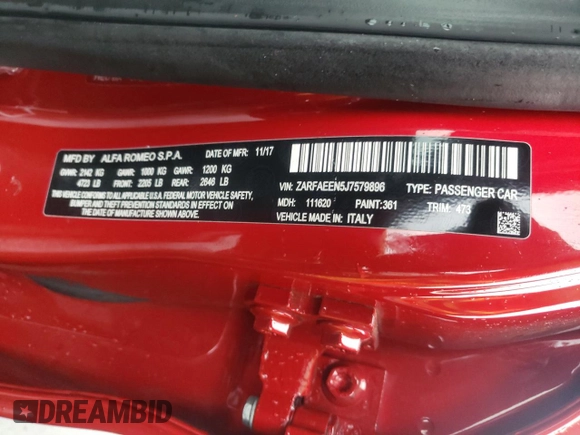 MFD BY ALFA ROMEO S.P.A. DATE OF MFR: 11/17
GVWR: 2142 KG GAWR: 1000 KG GAWR: 1200 KG
4723 LB FRONT: 2205 LB REAR: 2646 LB
THIS VEHICLE CONFORMS TO ALL APPLICABLE U.S.A. FEDERAL MOTOR VEHICLE SAFETY,
BUMPER AND THEFT PREVENTION STANDARDS IN EFFECT ON
THE DATE OF MANUFACTURE SHOWN ABOVE.
VIN: ZARFAEEN5J7579896 TYPE: PASSENGER CAR
MDH: 111620 PAINT:361 TRIM: 473
VEHICLE MADE IN: ITALY
DREAMBID